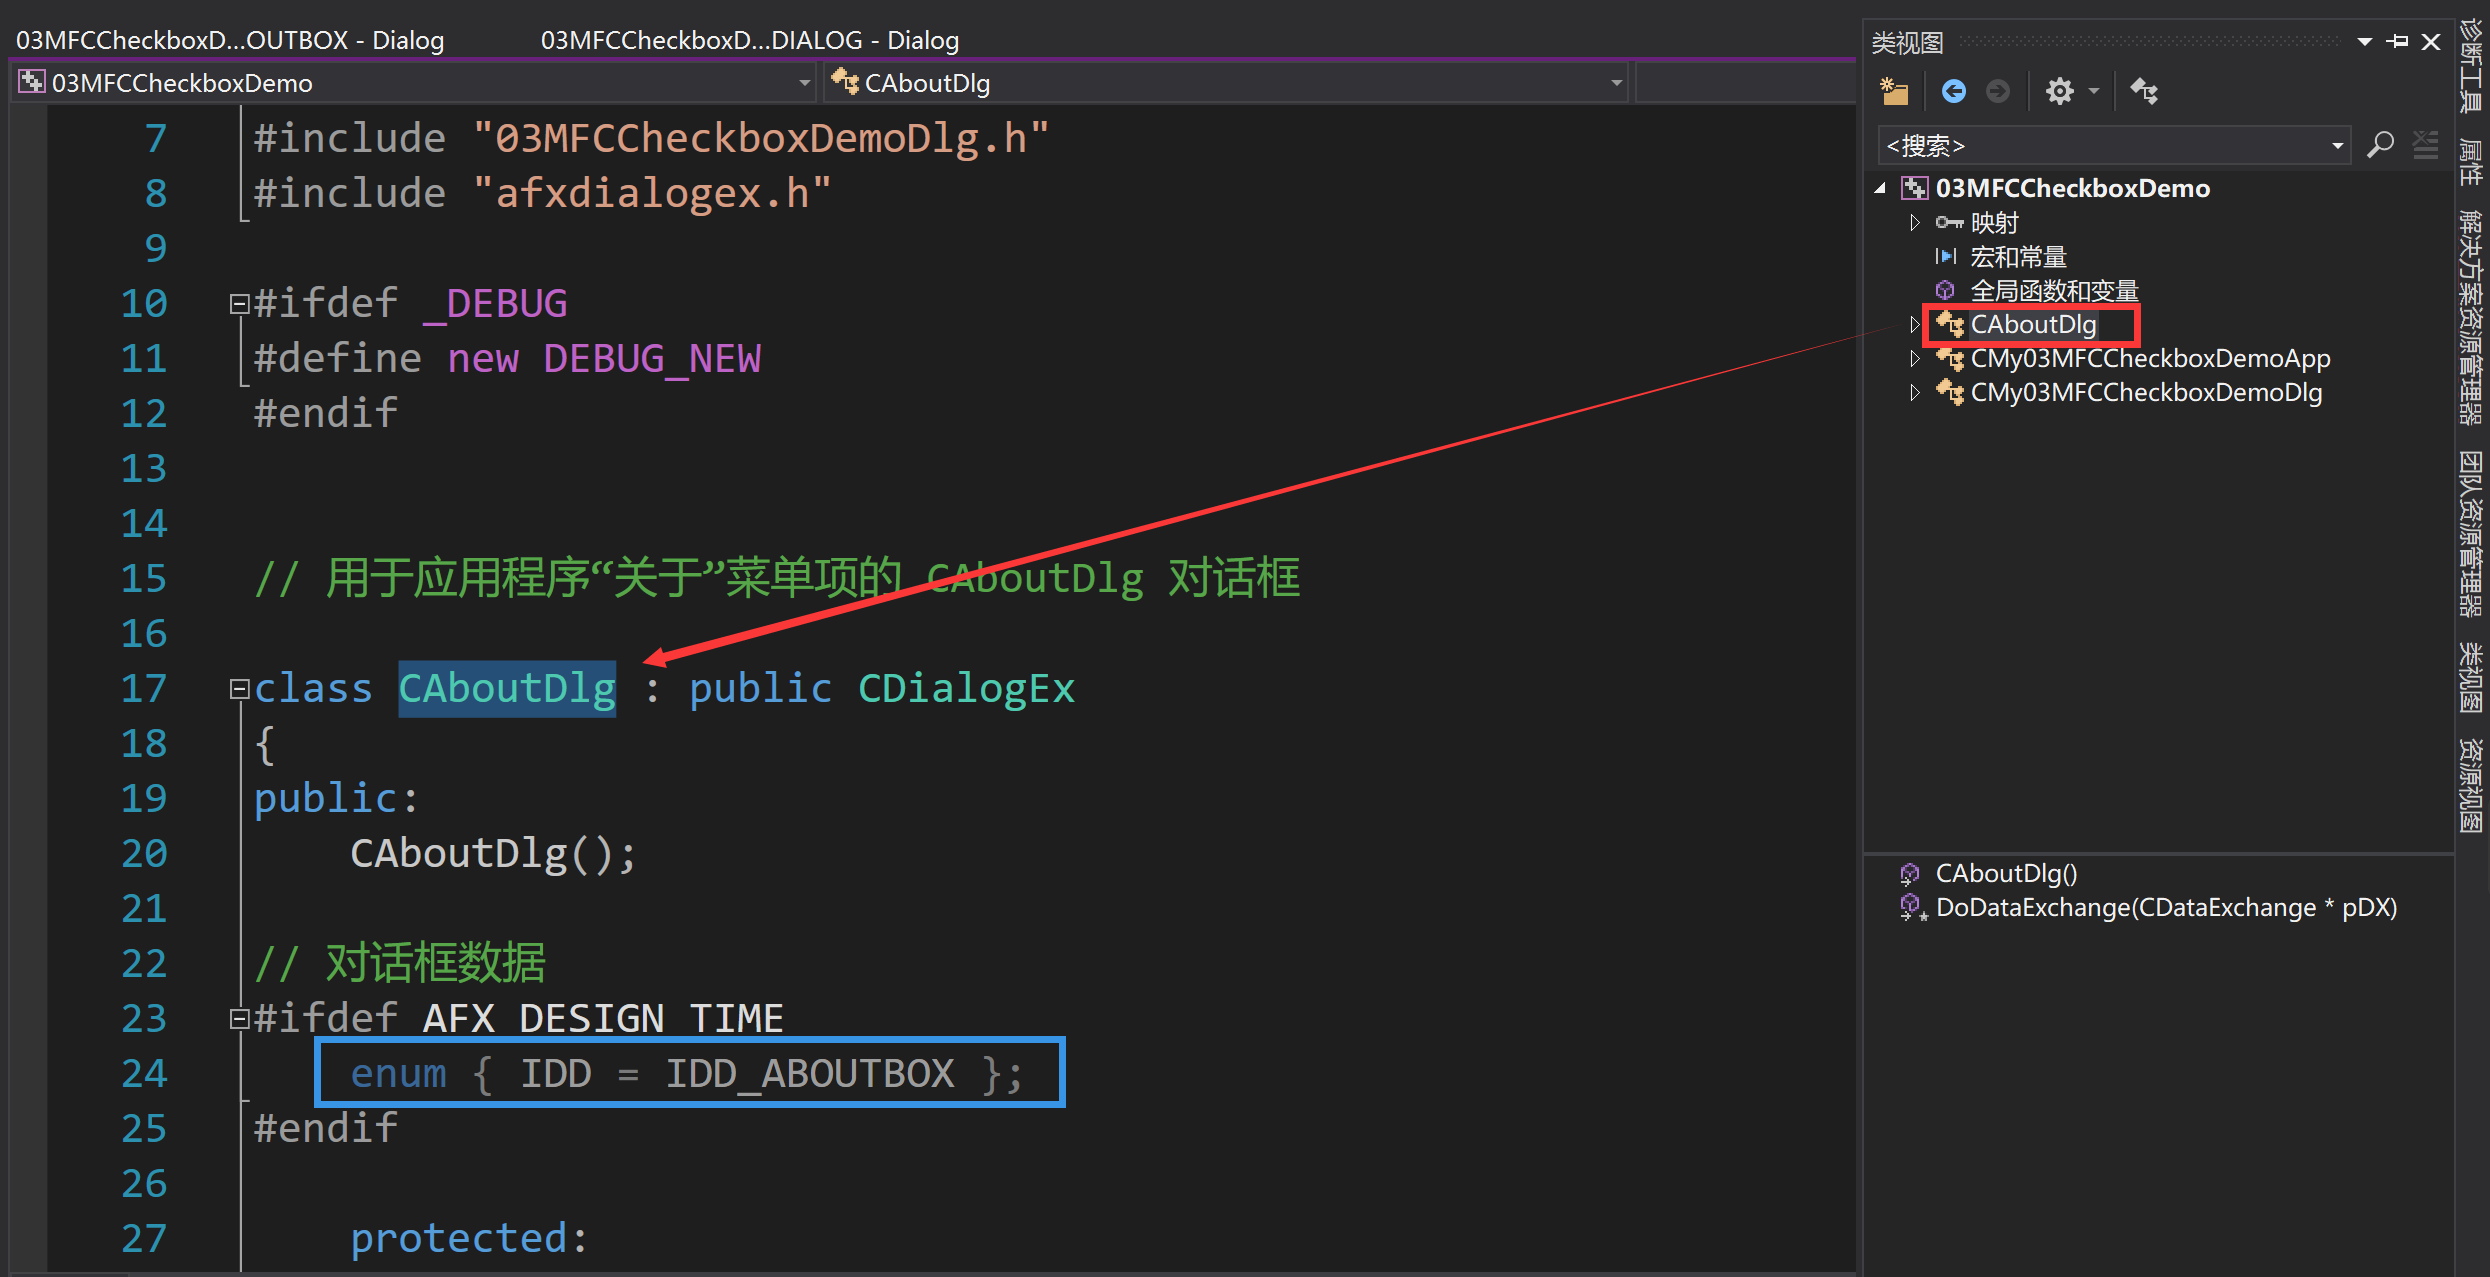 03MFCCheckboxD...OUTBOX - Dialog
03MFCCheckboxD...DIALOG - Dialog
03MFCCheckboxDemo
CAboutDlg
7 #include "03MFCCheckboxDemoDlg.h"
8 #include "afxdialogex.h"
9
10 #ifdef _DEBUG
11 #define new DEBUG_NEW
12 #endif
13
14
15 // 用于应用程序“关于”菜单项的 CAboutDlg 对话框
16
17 class CAboutDlg : public CDialogEx
18 {
19 public:
20 CAboutDlg();
21
22 // 对话框数据
23 #ifdef AFX_DESIGN_TIME
24 enum { IDD = IDD_ABOUTBOX };
25 #endif
26
27 protected:
类视图
<搜索>
03MFCCheckboxDemo
映射
宏和常量
全局函数和变量
CAboutDlg
CMy03MFCCheckboxDemoApp
CMy03MFCCheckboxDemoDlg
CAboutDlg()
DoDataExchange(CDataExchange * pDX)
诊断工具
属性
解决方案资源管理器
团队资源管理器
类视图
资源视图